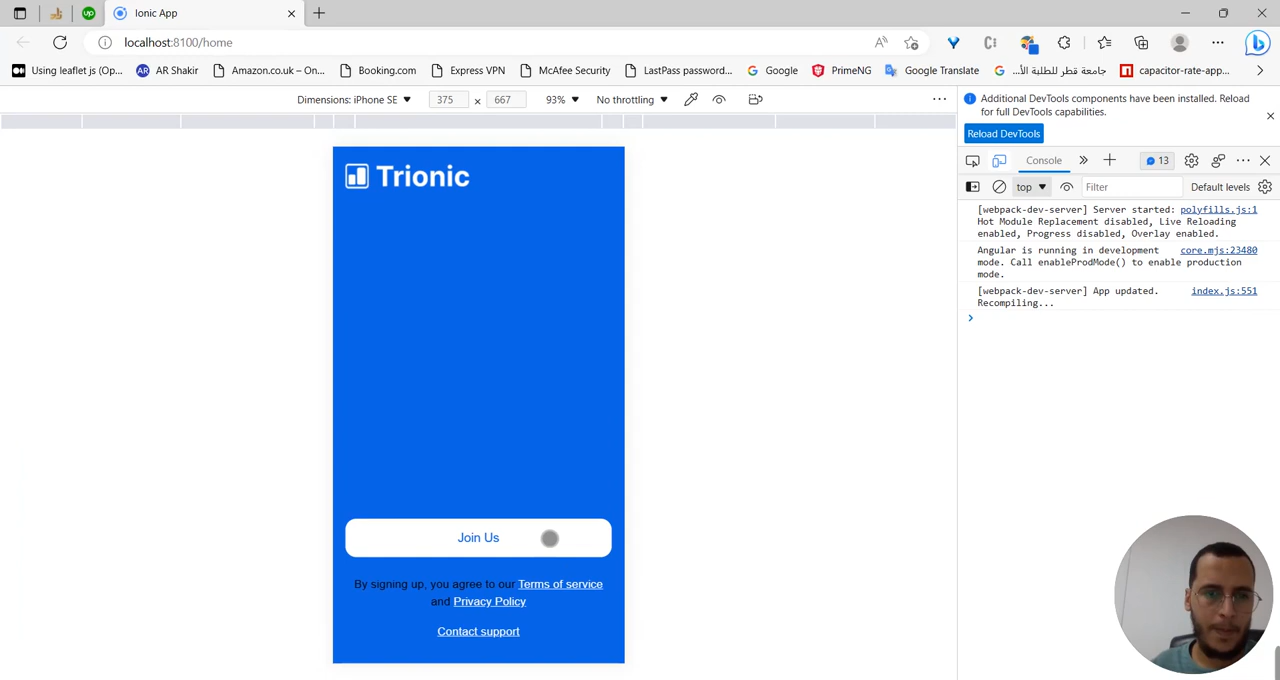 Ionic App
localhost:8100/home
Using leaflet js (Op...
AR Shakir
Amazon.co.uk – On...
Booking.com
Express VPN
McAfee Security
LastPass password...
Google
PrimeNG
Google Translate
جامعة قطر للطلبة الأ...
capacitor-rate-app...
Dimensions: iPhone SE
375
x
667
93%
No throttling
Additional DevTools components have been installed. Reload
for full DevTools capabilities.
Reload DevTools
Console
13
top
Filter
Default levels
[webpack-dev-server] Server started: polyfills.js:1
Hot Module Replacement disabled, Live Reloading
enabled, Progress disabled, Overlay enabled.
Angular is running in development core.mjs:23480
mode. Call enableProdMode() to enable production
mode.
[webpack-dev-server] App updated. index.js:551
Recompiling...
Trionic
Join Us
By signing up, you agree to our Terms of service
and Privacy Policy
Contact support